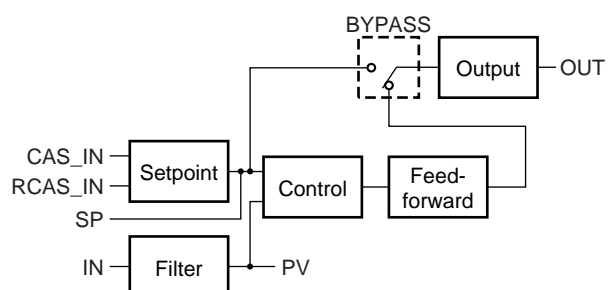 BYPASS
Output
OUT
CAS_IN
RCAS_IN
Setpoint
Control
Feed-
forward
SP
IN
Filter
PV